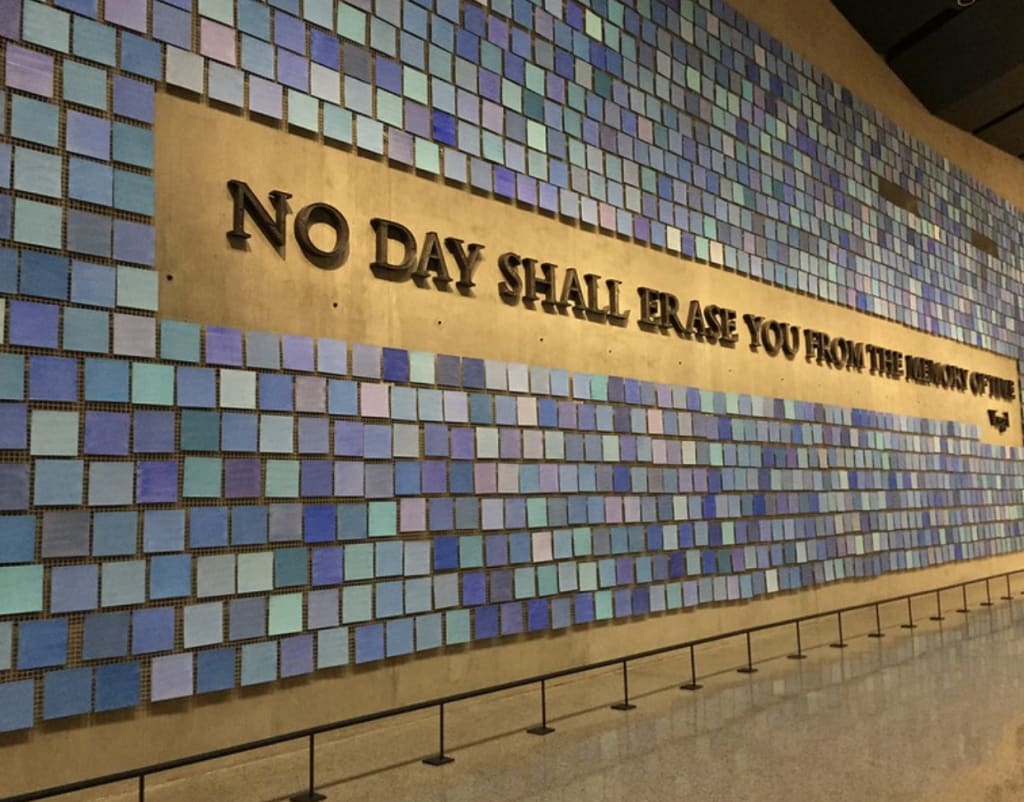 NO DAY SHALL ERASE YOU FROM THE MEMORY OF TIME
Virgil